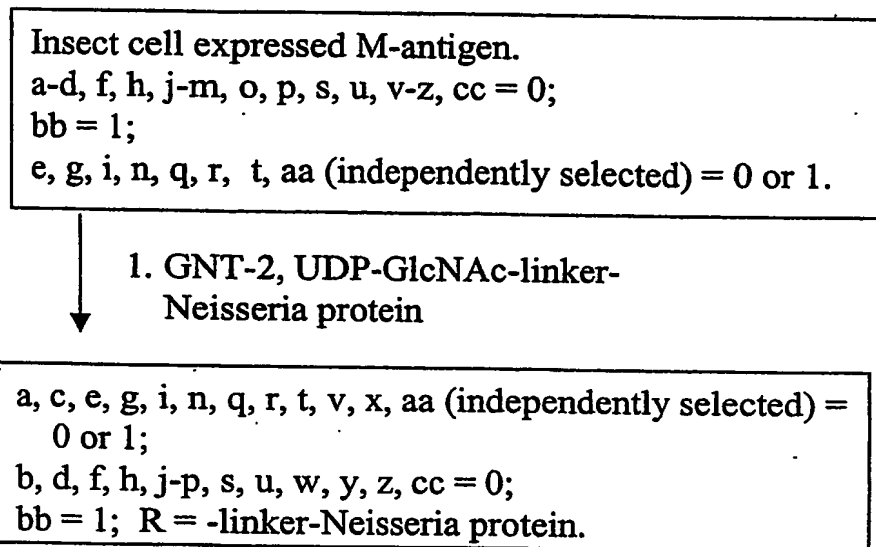 Insect cell expressed M-antigen.
a-d, f, h, j-m, o, p, s, u, v-z, cc = 0;
bb = 1;
e, g, i, n, q, r, t, aa (independently selected) = 0 or 1.
1. GNT-2, UDP-GlcNAc-linker-
Neisseria protein
a, c, e, g, i, n, q, r, t, v, x, aa (independently selected) =
0 or 1;
b, d, f, h, j-p, s, u, w, y, z, cc = 0;
bb = 1; R = -linker-Neisseria protein.